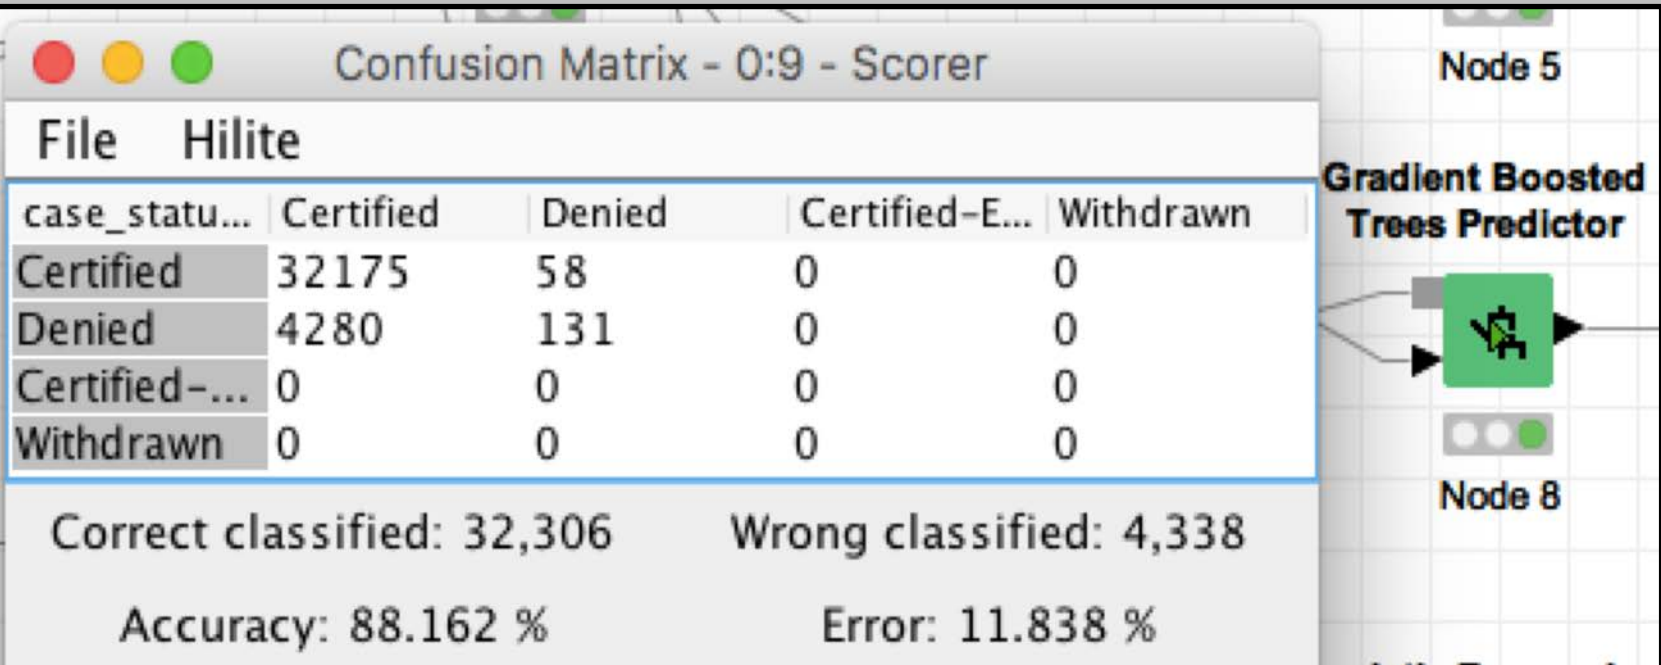 Confusion Matrix - 0:9 - Scorer
File Hilite
case_statu... Certified Denied Certified-E... Withdrawn
Certified 32175 58 0 0
Denied 4280 131 0 0
Certified-... 0 0 0 0
Withdrawn 0 0 0 0
Correct classified: 32,306 Wrong classified: 4,338
Accuracy: 88.162 % Error: 11.838 %
Node 5
Gradient Boosted
Trees Predictor
Node 8